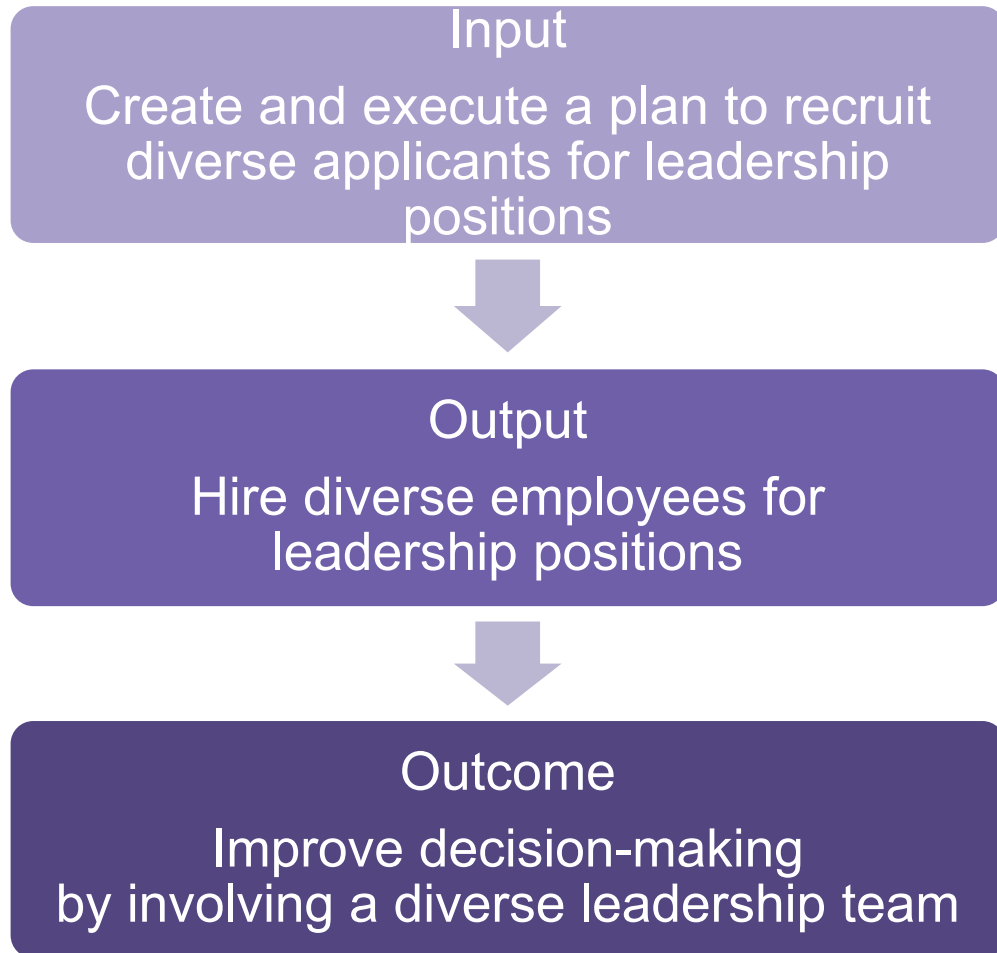 Input
Create and execute a plan to recruit
diverse applicants for leadership
positions
Output
Hire diverse employees for
leadership positions
Outcome
Improve decision-making
by involving a diverse leadership team